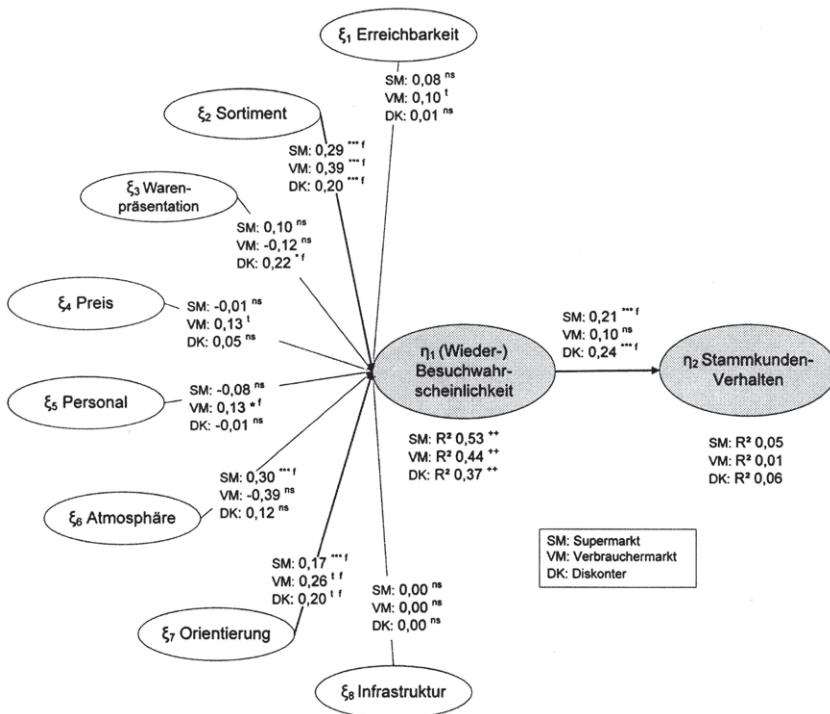 ξ₁ Erreichbarkeit
SM: 0,08 ns
VM: 0,10 t
DK: 0,01 ns
ξ₂ Sortiment
SM: 0,29 *** f
VM: 0,39 *** f
DK: 0,20 *** f
ξ₃ Waren-
präsentation
SM: 0,10 ns
VM: -0,12 ns
DK: 0,22 * f
ξ₄ Preis
SM: -0,01 ns
VM: 0,13 t
DK: 0,05 ns
ξ₅ Personal
SM: -0,08 ns
VM: 0,13 * f
DK: -0,01 ns
ξ₆ Atmosphäre
SM: 0,30 *** f
VM: -0,39 ns
DK: 0,12 ns
ξ₇ Orientierung
SM: 0,17 *** f
VM: 0,26 t f
DK: 0,20 t f
ξ₈ Infrastruktur
SM: 0,00 ns
VM: 0,00 ns
DK: 0,00 ns
η₁ (Wieder-)
Besuchwahr-
scheinlichkeit
SM: R² 0,53 ++
VM: R² 0,44 ++
DK: R² 0,37 ++
SM: 0,21 *** f
VM: 0,10 ns
DK: 0,24 *** f
η₂ Stammkunden-
Verhalten
SM: R² 0,05
VM: R² 0,01
DK: R² 0,06
SM: Supermarkt
VM: Verbrauchermarkt
DK: Diskonter